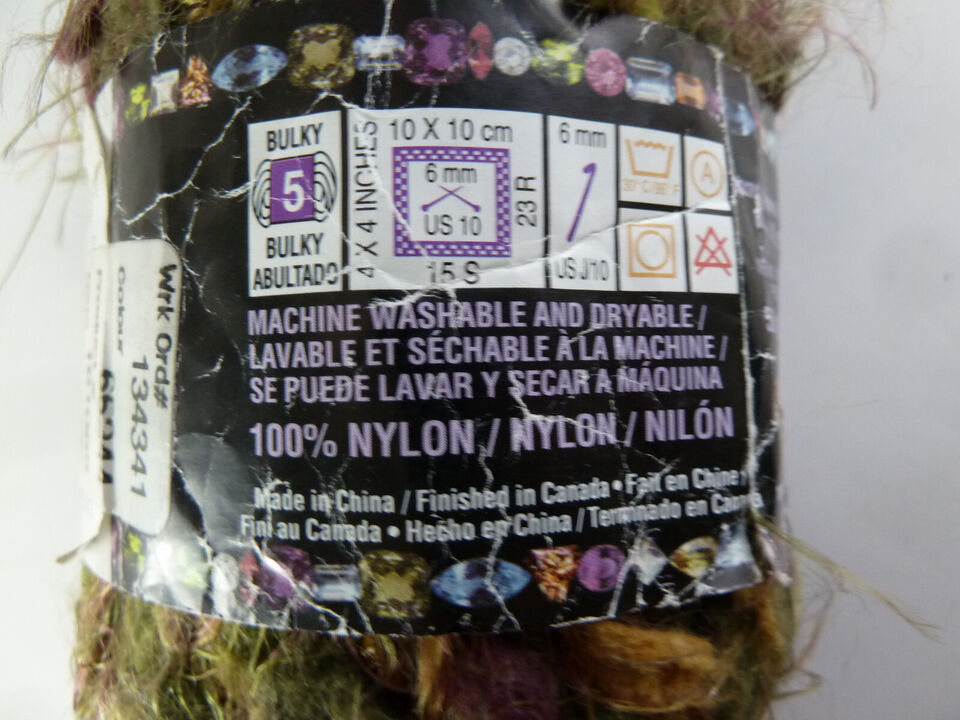 BULKY
5
BULKY
ABULTADO
4 X 4 INCHES
10 X 10 cm
6 mm
US 10
23 R
15 S
6 mm
US J/10
A
MACHINE WASHABLE AND DRYABLE /
LAVABLE ET SÉCHABLE À LA MACHINE /
SE PUEDE LAVAR Y SECAR A MÁQUINA
100% NYLON / NYLON / NILÓN
Made in China / Finished in Canada • Fait en Chine /
Fini au Canada • Hecho en China / Terminado en
Wrk Ord#
134341
Colour